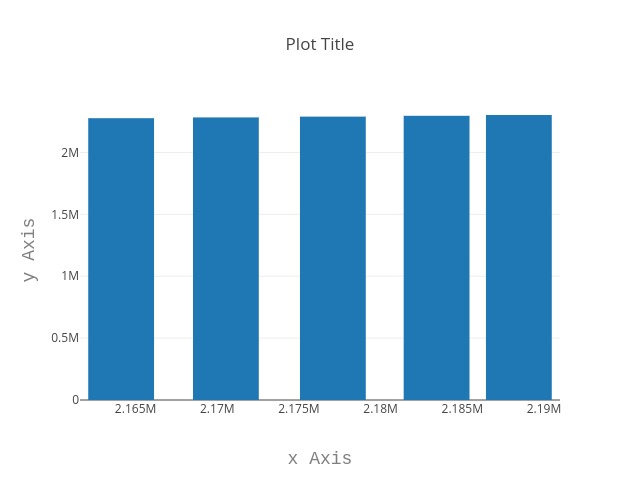 Plot Title
y Axis
2M
1.5M
1M
0.5M
0
2.165M
2.17M
2.175M
2.18M
2.185M
2.19M
x Axis